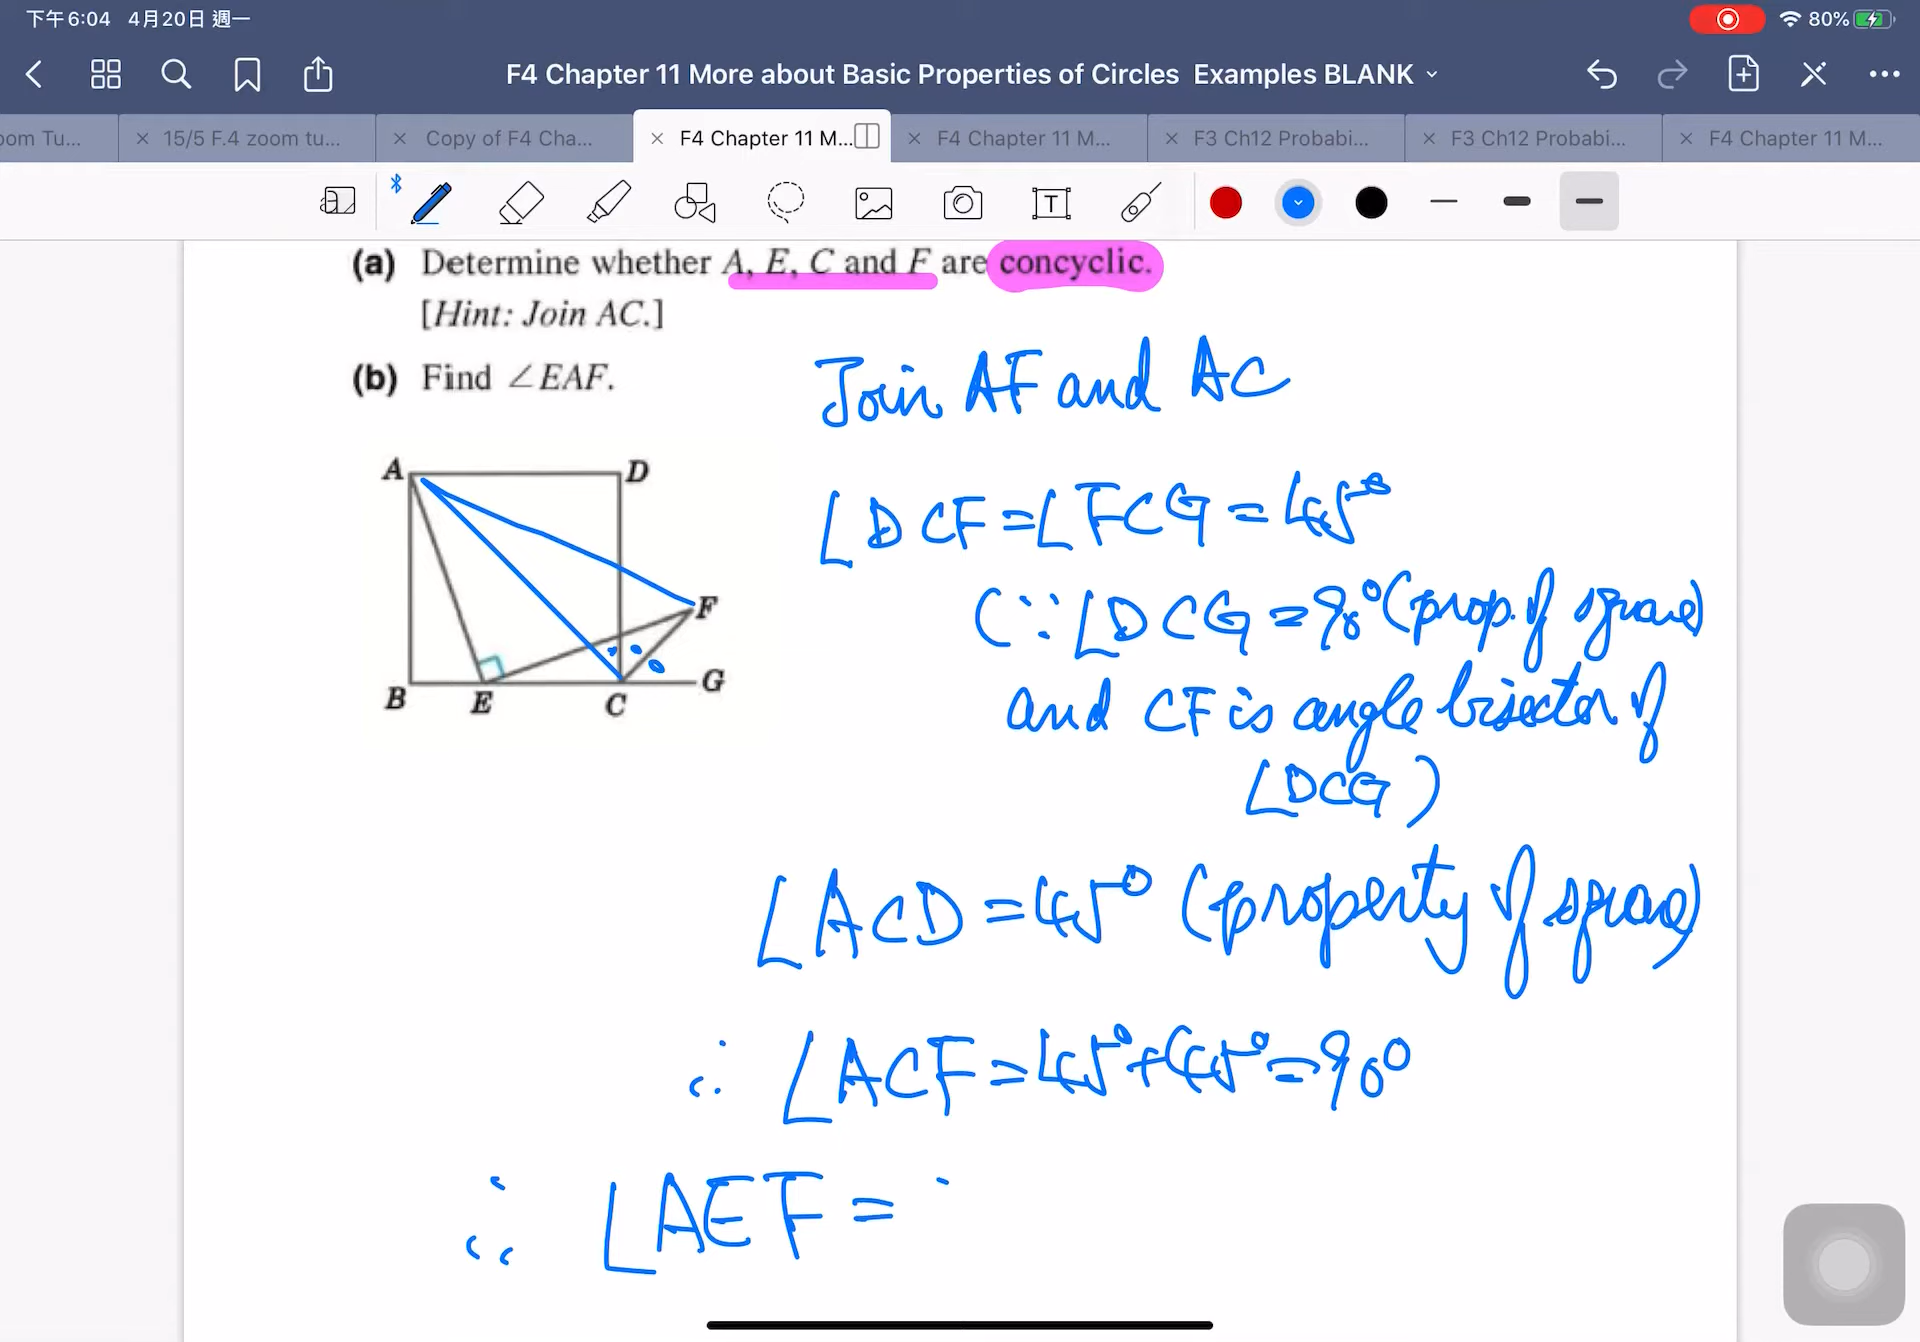 下午6:04 4月20日 週一
80%
F4 Chapter 11 More about Basic Properties of Circles Examples BLANK
oom Tu...
15/5 F.4 zoom tu...
Copy of F4 Cha...
F4 Chapter 11 M...
F4 Chapter 11 M...
F3 Ch12 Probabi...
F3 Ch12 Probabi...
F4 Chapter 11 M...
(a) Determine whether A, E, C and F are concyclic.
[Hint: Join AC.]
(b) Find ∠EAF.
Join AF and AC
∠DCF=∠FCG=45°
(∵∠DCG=90° (prop. of square)
and CF is angle bisector of
∠DCG)
∠ACD=45° (property of square)
∴ ∠ACF=45°+45°=90°
∴ ∠AEF=
A
D
F
B
E
C
G